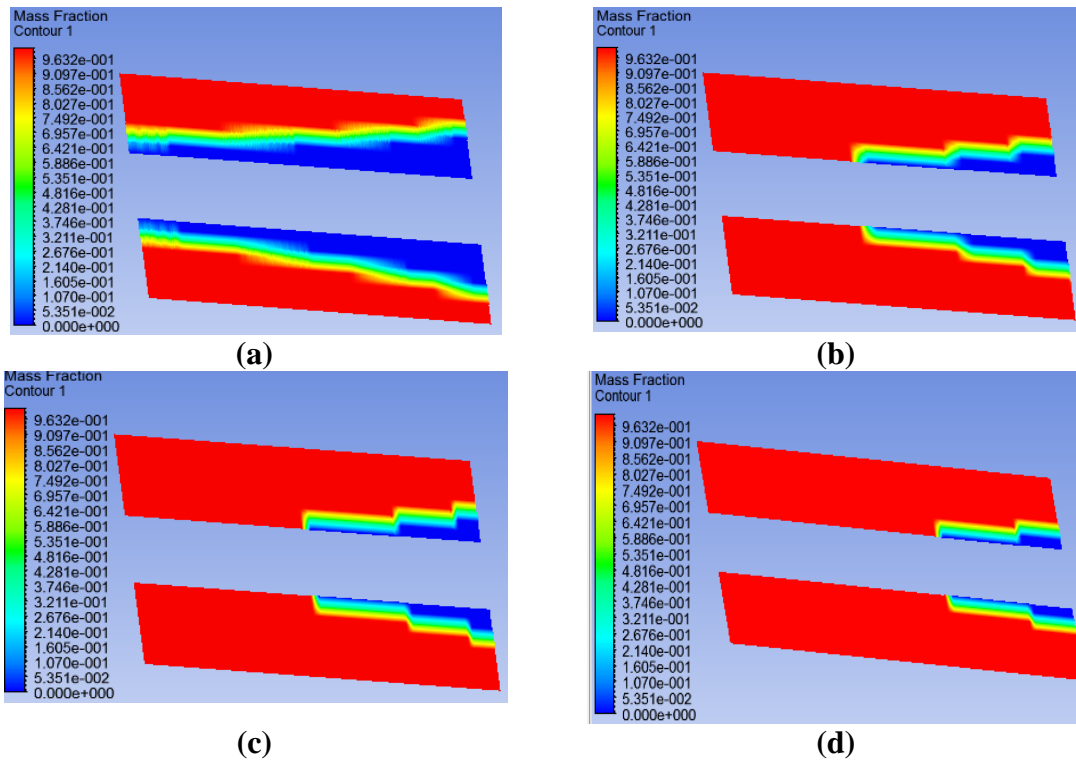 Mass Fraction
Contour 1
9.632e-001
9.097e-001
8.562e-001
8.027e-001
7.492e-001
6.957e-001
6.421e-001
5.886e-001
5.351e-001
4.816e-001
4.281e-001
3.746e-001
3.211e-001
2.676e-001
2.140e-001
1.605e-001
1.070e-001
5.351e-002
0.000e+000
(a)
Mass Fraction
Contour 1
9.632e-001
9.097e-001
8.562e-001
8.027e-001
7.492e-001
6.957e-001
6.421e-001
5.886e-001
5.351e-001
4.816e-001
4.281e-001
3.746e-001
3.211e-001
2.676e-001
2.140e-001
1.605e-001
1.070e-001
5.351e-002
0.000e+000
(b)
Mass Fraction
Contour 1
9.632e-001
9.097e-001
8.562e-001
8.027e-001
7.492e-001
6.957e-001
6.421e-001
5.886e-001
5.351e-001
4.816e-001
4.281e-001
3.746e-001
3.211e-001
2.676e-001
2.140e-001
1.605e-001
1.070e-001
5.351e-002
0.000e+000
(c)
Mass Fraction
Contour 1
9.632e-001
9.097e-001
8.562e-001
8.027e-001
7.492e-001
6.957e-001
6.421e-001
5.886e-001
5.351e-001
4.816e-001
4.281e-001
3.746e-001
3.211e-001
2.676e-001
2.140e-001
1.605e-001
1.070e-001
5.351e-002
0.000e+000
(d)